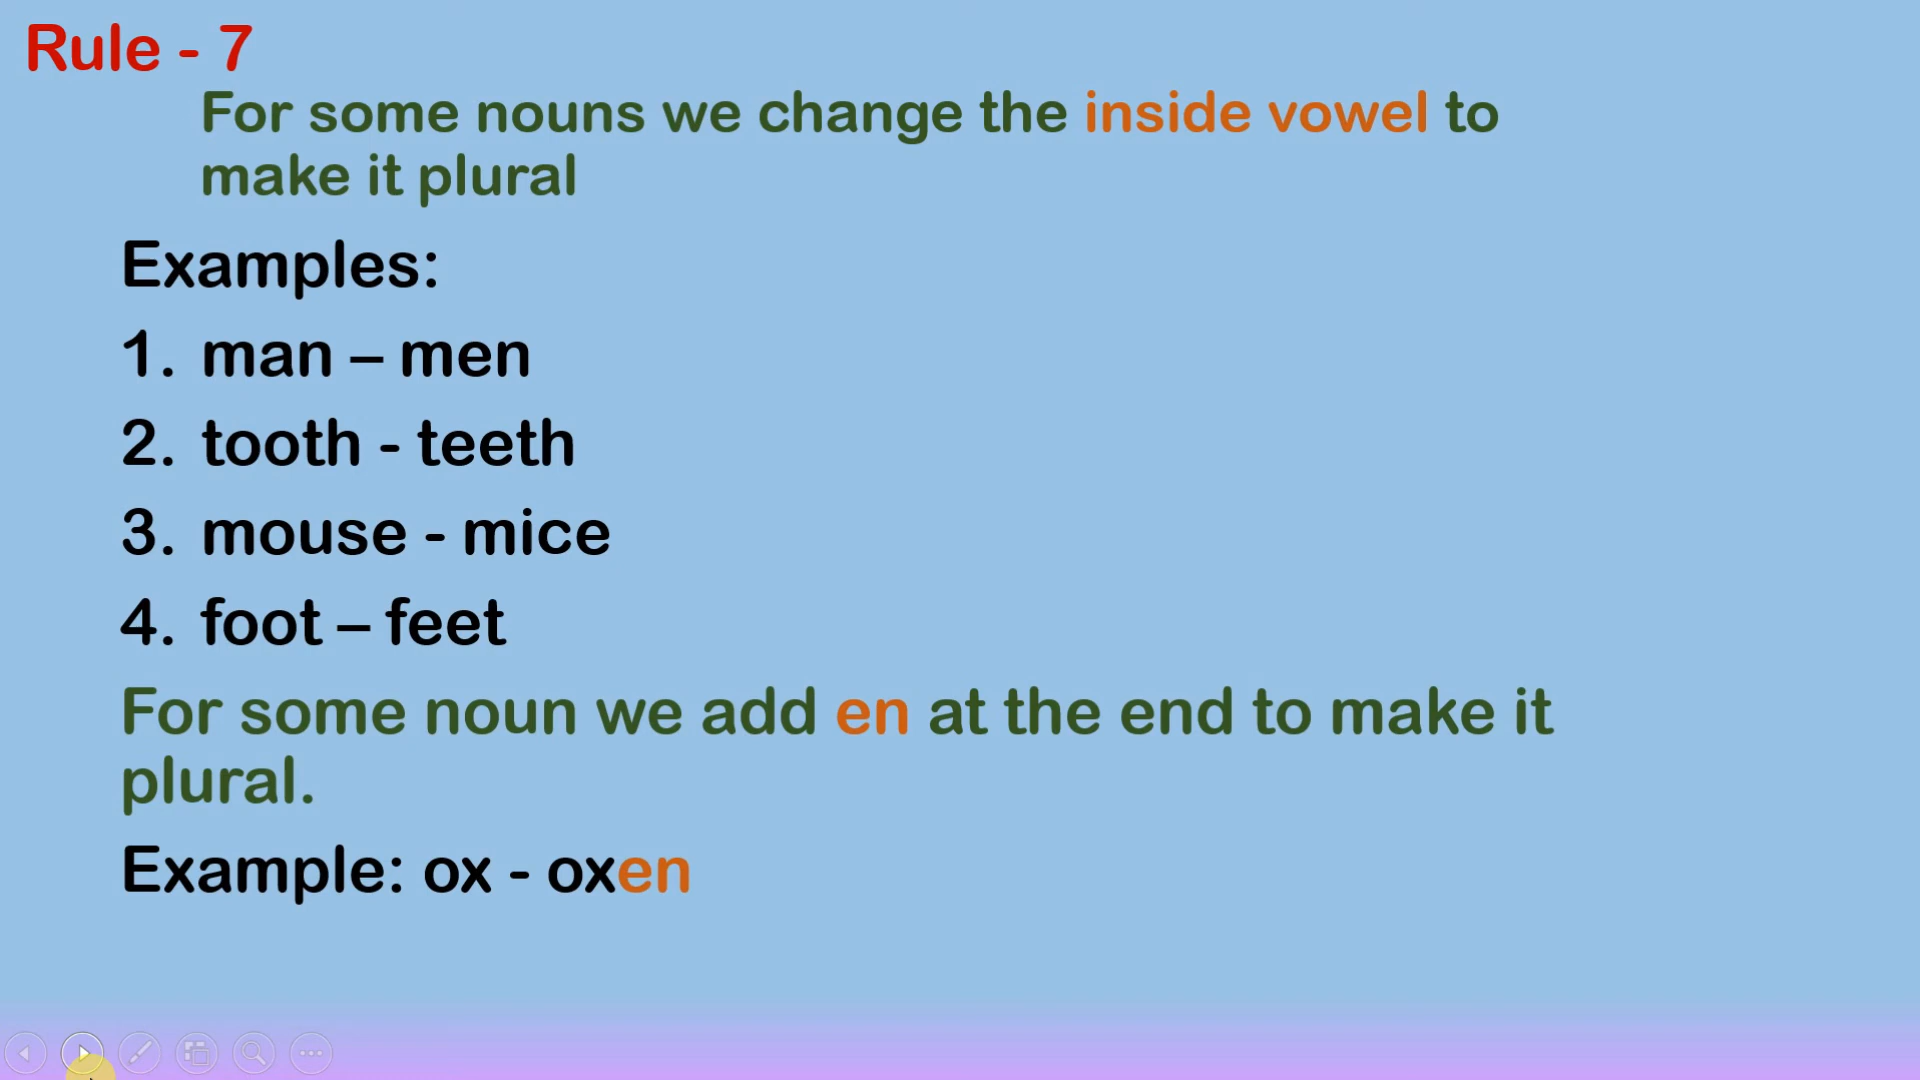 Rule - 7
For some nouns we change the inside vowel to
make it plural
Examples:
1. man – men
2. tooth - teeth
3. mouse - mice
4. foot – feet
For some noun we add en at the end to make it
plural.
Example: ox - oxen